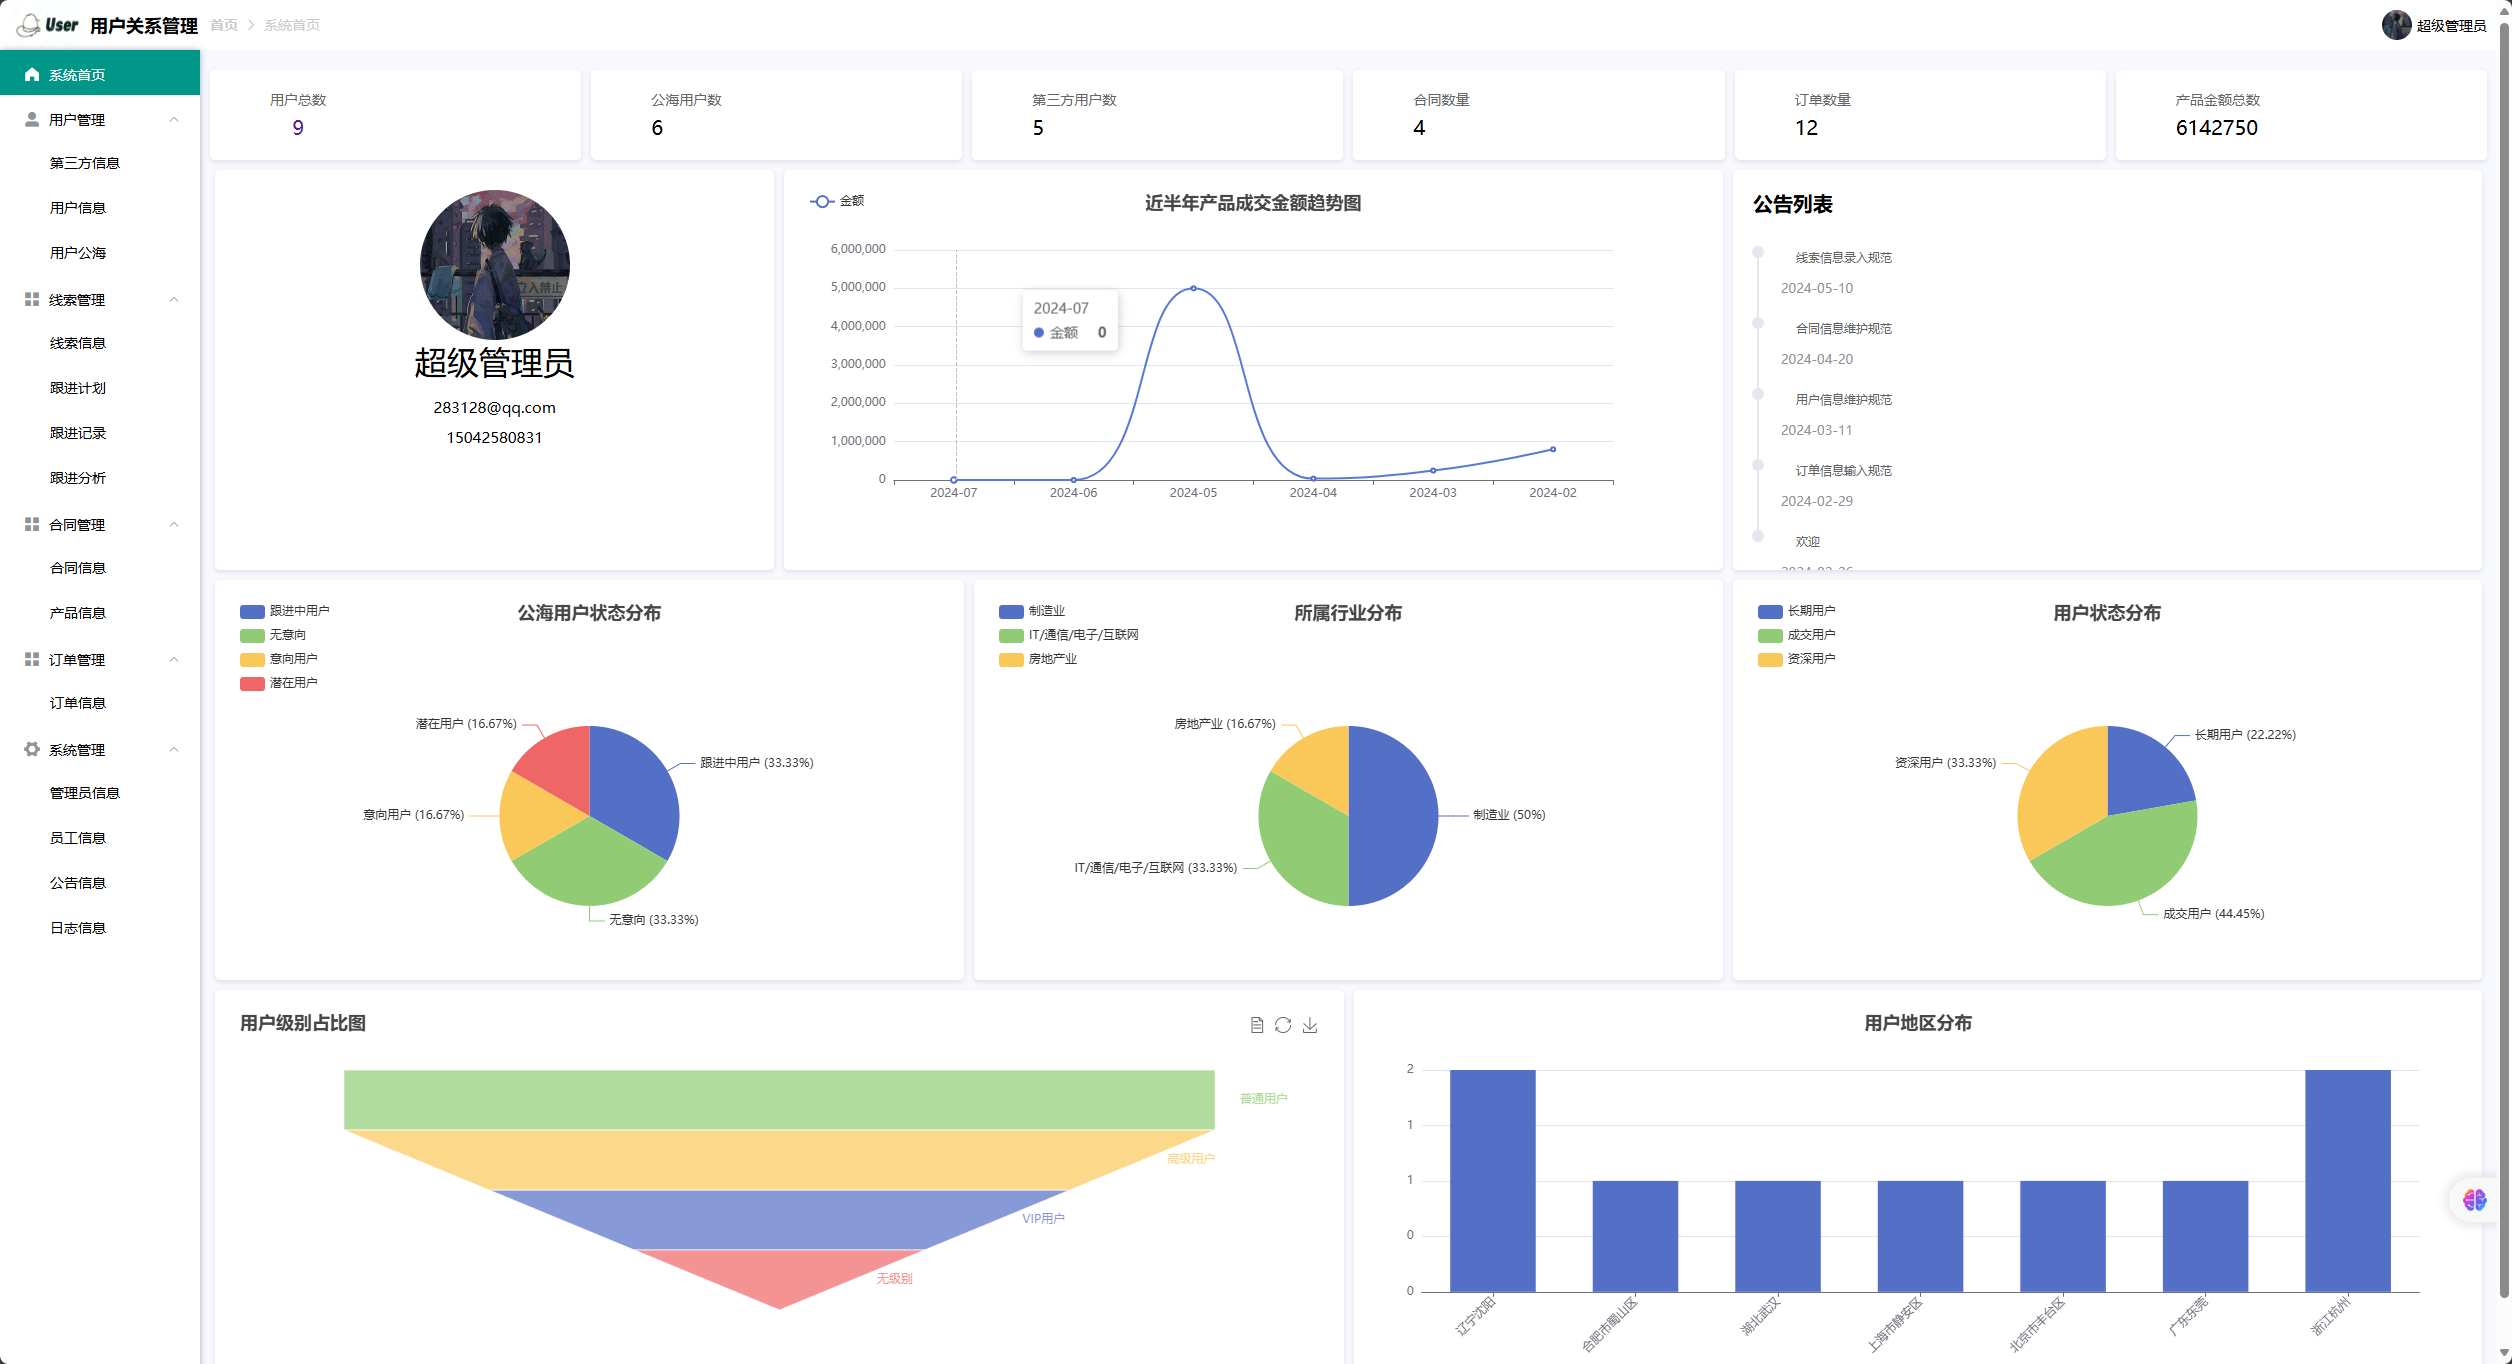 User 用户关系管理 首页 系统首页
超级管理员
系统首页
用户管理
第三方信息
用户信息
用户公海
线索管理
线索信息
跟进计划
跟进记录
跟进分析
合同管理
合同信息
产品信息
订单管理
订单信息
系统管理
管理员信息
员工信息
公告信息
日志信息
用户总数
9
公海用户数
6
第三方用户数
5
合同数量
4
订单数量
12
产品金额总数
6142750
立入禁止
超级管理员
283128@qq.com
15042580831
金额
近半年产品成交金额趋势图
6,000,000
5,000,000
4,000,000
3,000,000
2,000,000
1,000,000
0
2024-07
金额 0
2024-07 2024-06 2024-05 2024-04 2024-03 2024-02
公告列表
线索信息录入规范
2024-05-10
合同信息维护规范
2024-04-20
用户信息维护规范
2024-03-11
订单信息输入规范
2024-02-29
欢迎
跟进中用户
无意向
意向用户
潜在用户
公海用户状态分布
潜在用户 (16.67%)
跟进中用户 (33.33%)
意向用户 (16.67%)
无意向 (33.33%)
制造业
IT/通信/电子/互联网
房地产业
所属行业分布
房地产业 (16.67%)
制造业 (50%)
IT/通信/电子/互联网 (33.33%)
长期用户
成交用户
资深用户
用户状态分布
长期用户 (22.22%)
资深用户 (33.33%)
成交用户 (44.45%)
用户级别占比图
普通用户
高级用户
VIP用户
无级别
用户地区分布
2
1
1
0
0
辽宁沈阳
合肥市蜀山区
湖北武汉
上海市静安区
北京市丰台区
广东东莞
浙江杭州